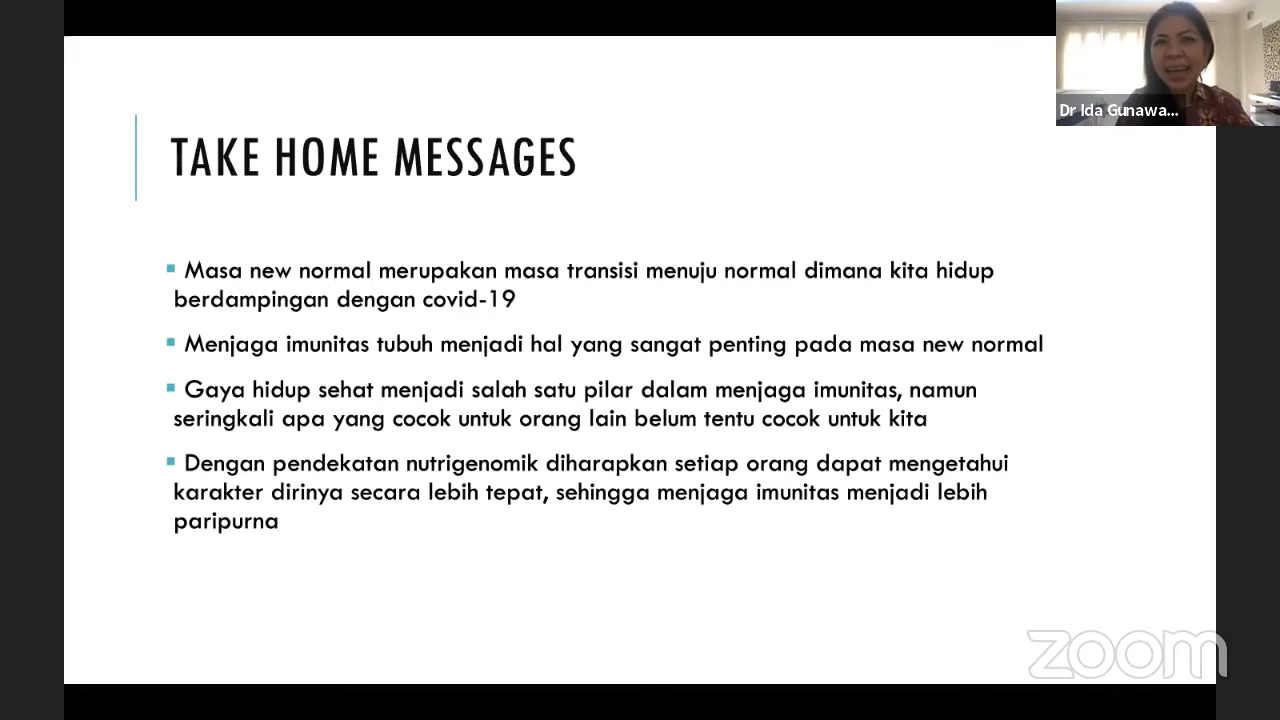 Dr Ida Gunawa...
TAKE HOME MESSAGES
Masa new normal merupakan masa transisi menuju normal dimana kita hidup
berdampingan dengan covid-19
Menjaga imunitas tubuh menjadi hal yang sangat penting pada masa new normal
Gaya hidup sehat menjadi salah satu pilar dalam menjaga imunitas, namun
seringkali apa yang cocok untuk orang lain belum tentu cocok untuk kita
Dengan pendekatan nutrigenomik diharapkan setiap orang dapat mengetahui
karakter dirinya secara lebih tepat, sehingga menjaga imunitas menjadi lebih
paripurna
zoom